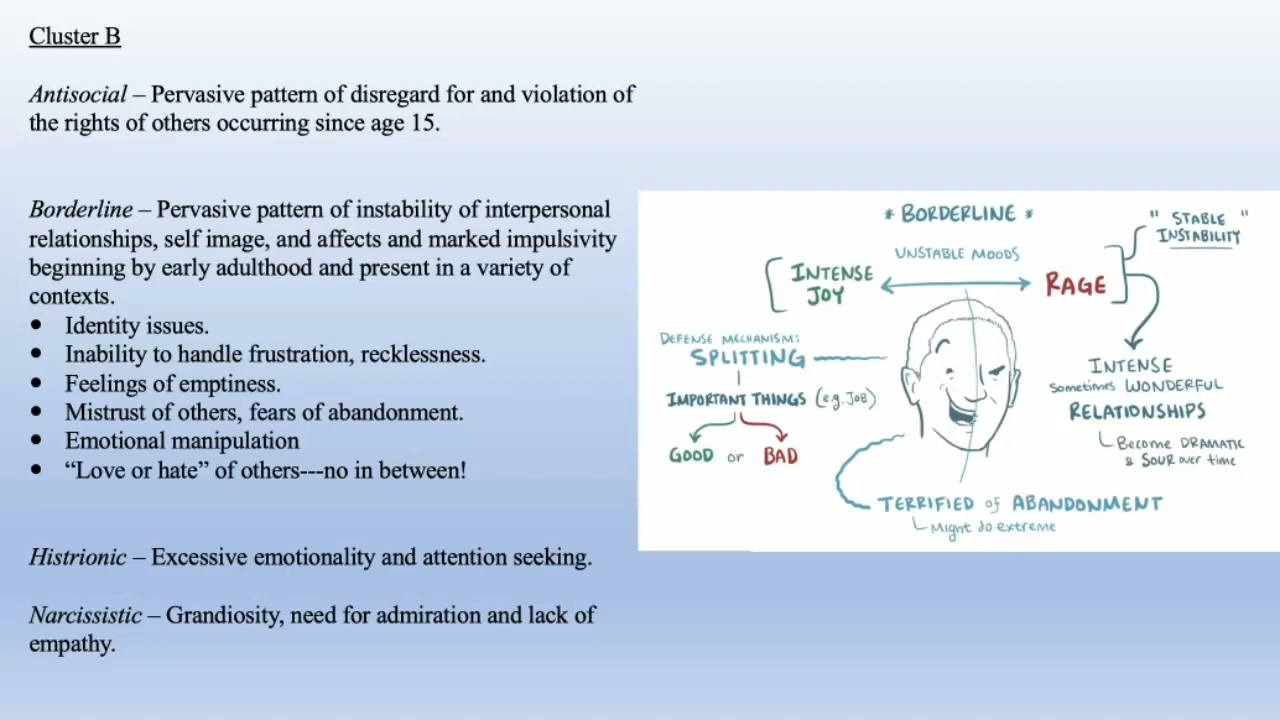 Cluster B
Antisocial – Pervasive pattern of disregard for and violation of
the rights of others occurring since age 15.
Borderline – Pervasive pattern of instability of interpersonal
relationships, self image, and affects and marked impulsivity
beginning by early adulthood and present in a variety of
contexts.
• Identity issues.
• Inability to handle frustration, recklessness.
• Feelings of emptiness.
• Mistrust of others, fears of abandonment.
• Emotional manipulation
• “Love or hate” of others---no in between!
Histrionic – Excessive emotionality and attention seeking.
Narcissistic – Grandiosity, need for admiration and lack of
empathy.
* BORDERLINE *
UNSTABLE MOODS
INTENSE
JOY
RAGE
" STABLE "
INSTABILITY
DEFENSE MECHANISM:
SPLITTING
IMPORTANT THINGS (e.g. JOB)
GOOD or BAD
INTENSE
Sometimes WONDERFUL
RELATIONSHIPS
BECOME DRAMATIC
& SOUR over time
TERRIFIED of ABANDONMENT
Might do extreme